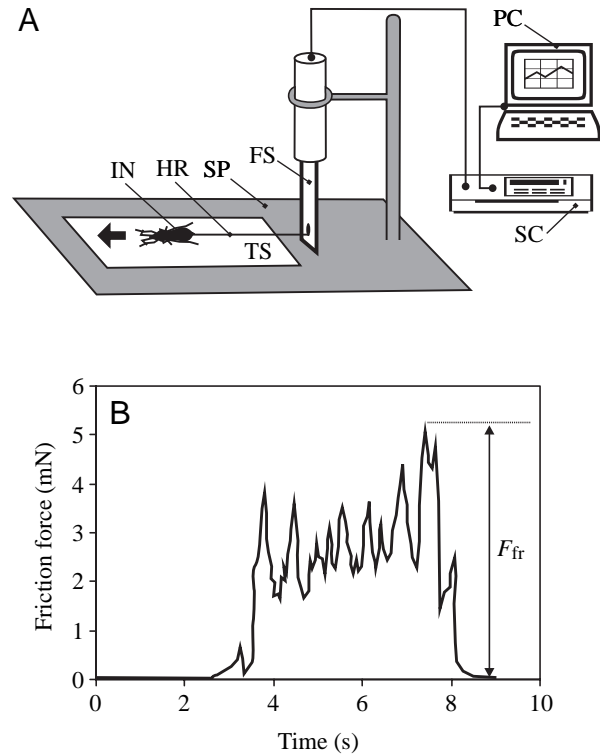 A
PC
FS
IN HR SP
TS
SC
B
6
5
4
3
2
1
0
Friction force (mN)
Ffr
0 2 4 6 8 10
Time (s)